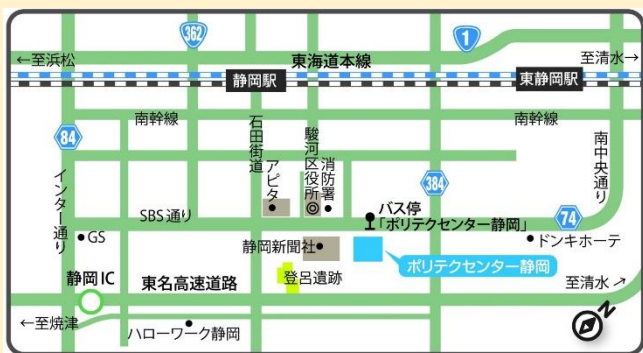 362
1
←至浜松
東海道本線
至清水→
静岡駅
東静岡駅
南幹線
南幹線
84
石田街道
アピタ
駿河区役所
消防署
南中央通り
インター通り
384
SBS通り
バス停
「ポリテクセンター静岡」
74
GS
静岡新聞社
ドンキホーテ
ポリテクセンター静岡
静岡IC
東名高速道路
登呂遺跡
至清水→
←至焼津
ハローワーク静岡
N